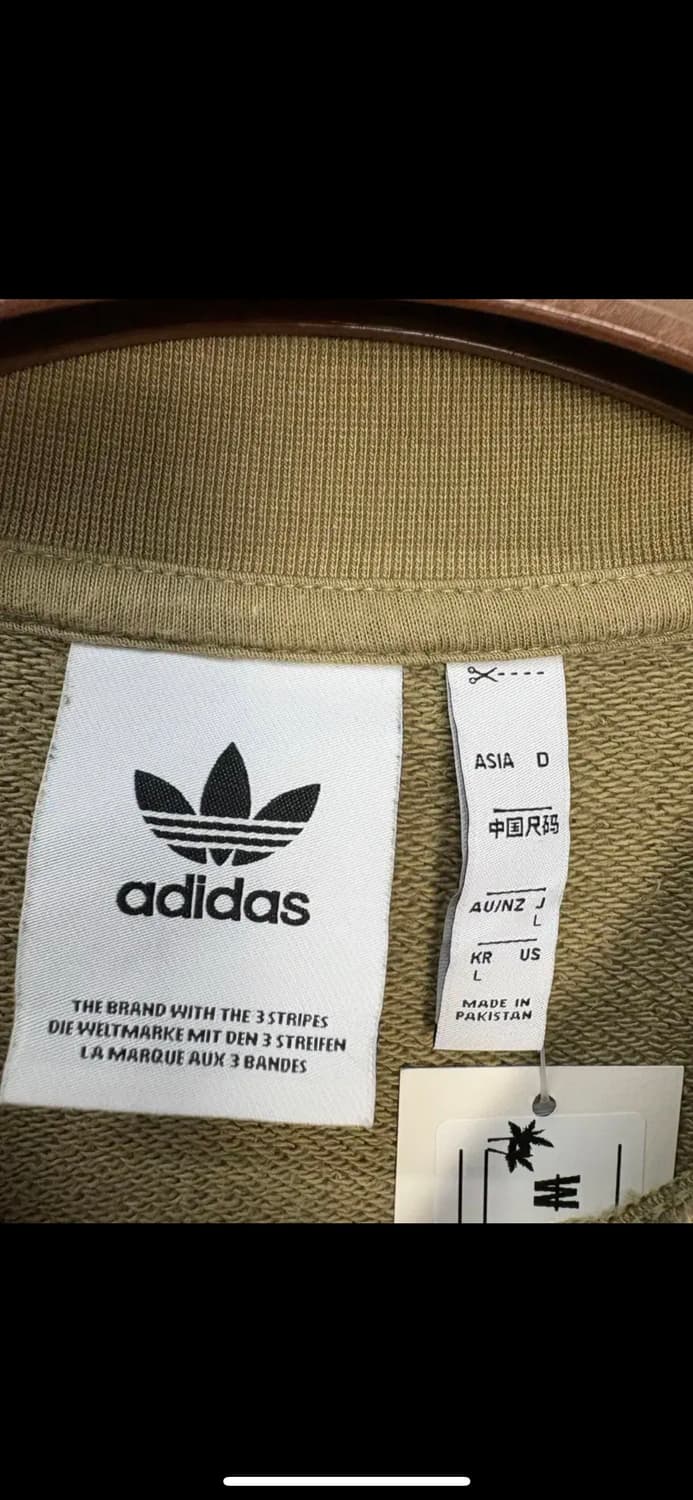 adidas
THE BRAND WITH THE 3 STRIPES
DIE WELTMARKE MIT DEN 3 STREIFEN
LA MARQUE AUX 3 BANDES
ASIA D
中国尺码
AU/NZ J
L
KR US
L
MADE IN
PAKISTAN